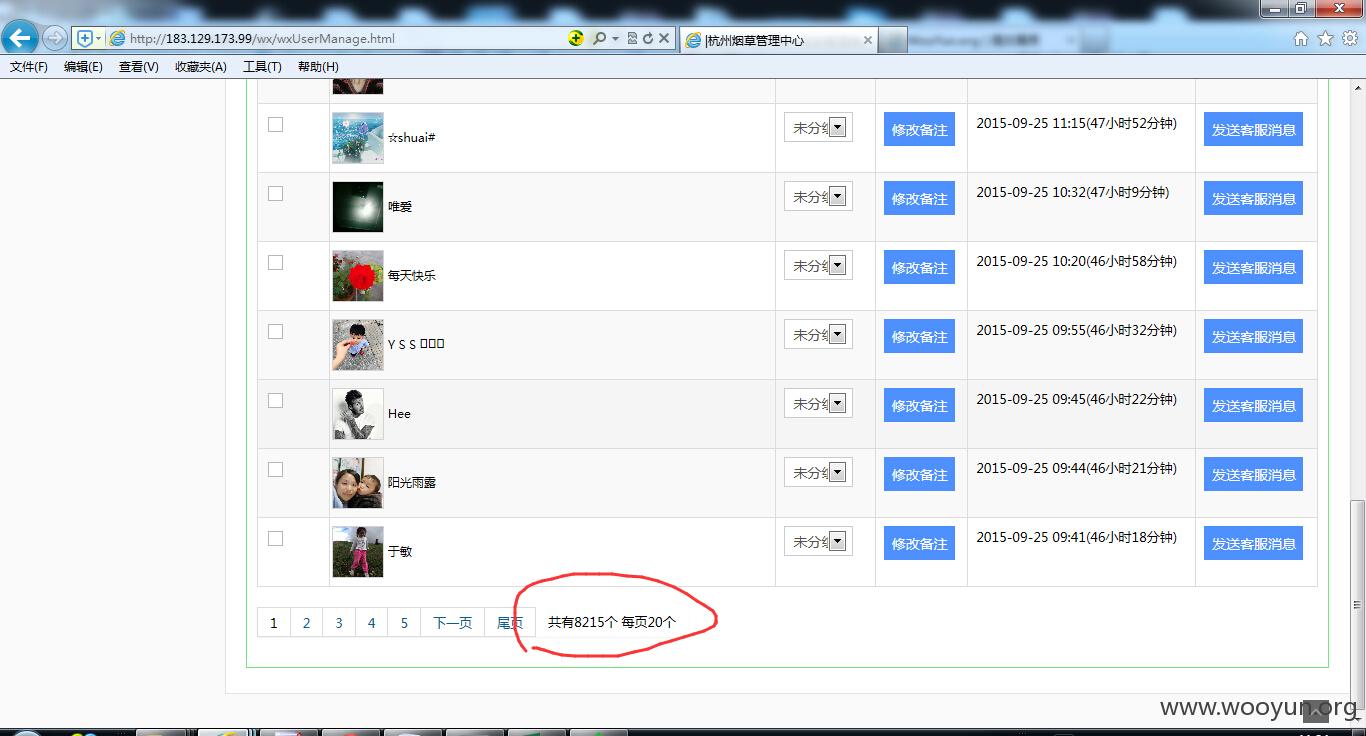 http://183.129.173.99/wx/wxUserManage.html
|杭州烟草管理中心
文件(F) 编辑(E) 查看(V) 收藏夹(A) 工具(T) 帮助(H)
☆shuai# 未分组 修改备注 2015-09-25 11:15(47小时52分钟) 发送客服消息
唯爱 未分组 修改备注 2015-09-25 10:32(47小时9分钟) 发送客服消息
每天快乐 未分组 修改备注 2015-09-25 10:20(46小时58分钟) 发送客服消息
Y S S 未分组 修改备注 2015-09-25 09:55(46小时32分钟) 发送客服消息
Hee 未分组 修改备注 2015-09-25 09:45(46小时22分钟) 发送客服消息
阳光雨露 未分组 修改备注 2015-09-25 09:44(46小时21分钟) 发送客服消息
于敏 未分组 修改备注 2015-09-25 09:41(46小时18分钟) 发送客服消息
1 2 3 4 5 下一页 尾页 共有8215个 每页20个
www.wooyun.org